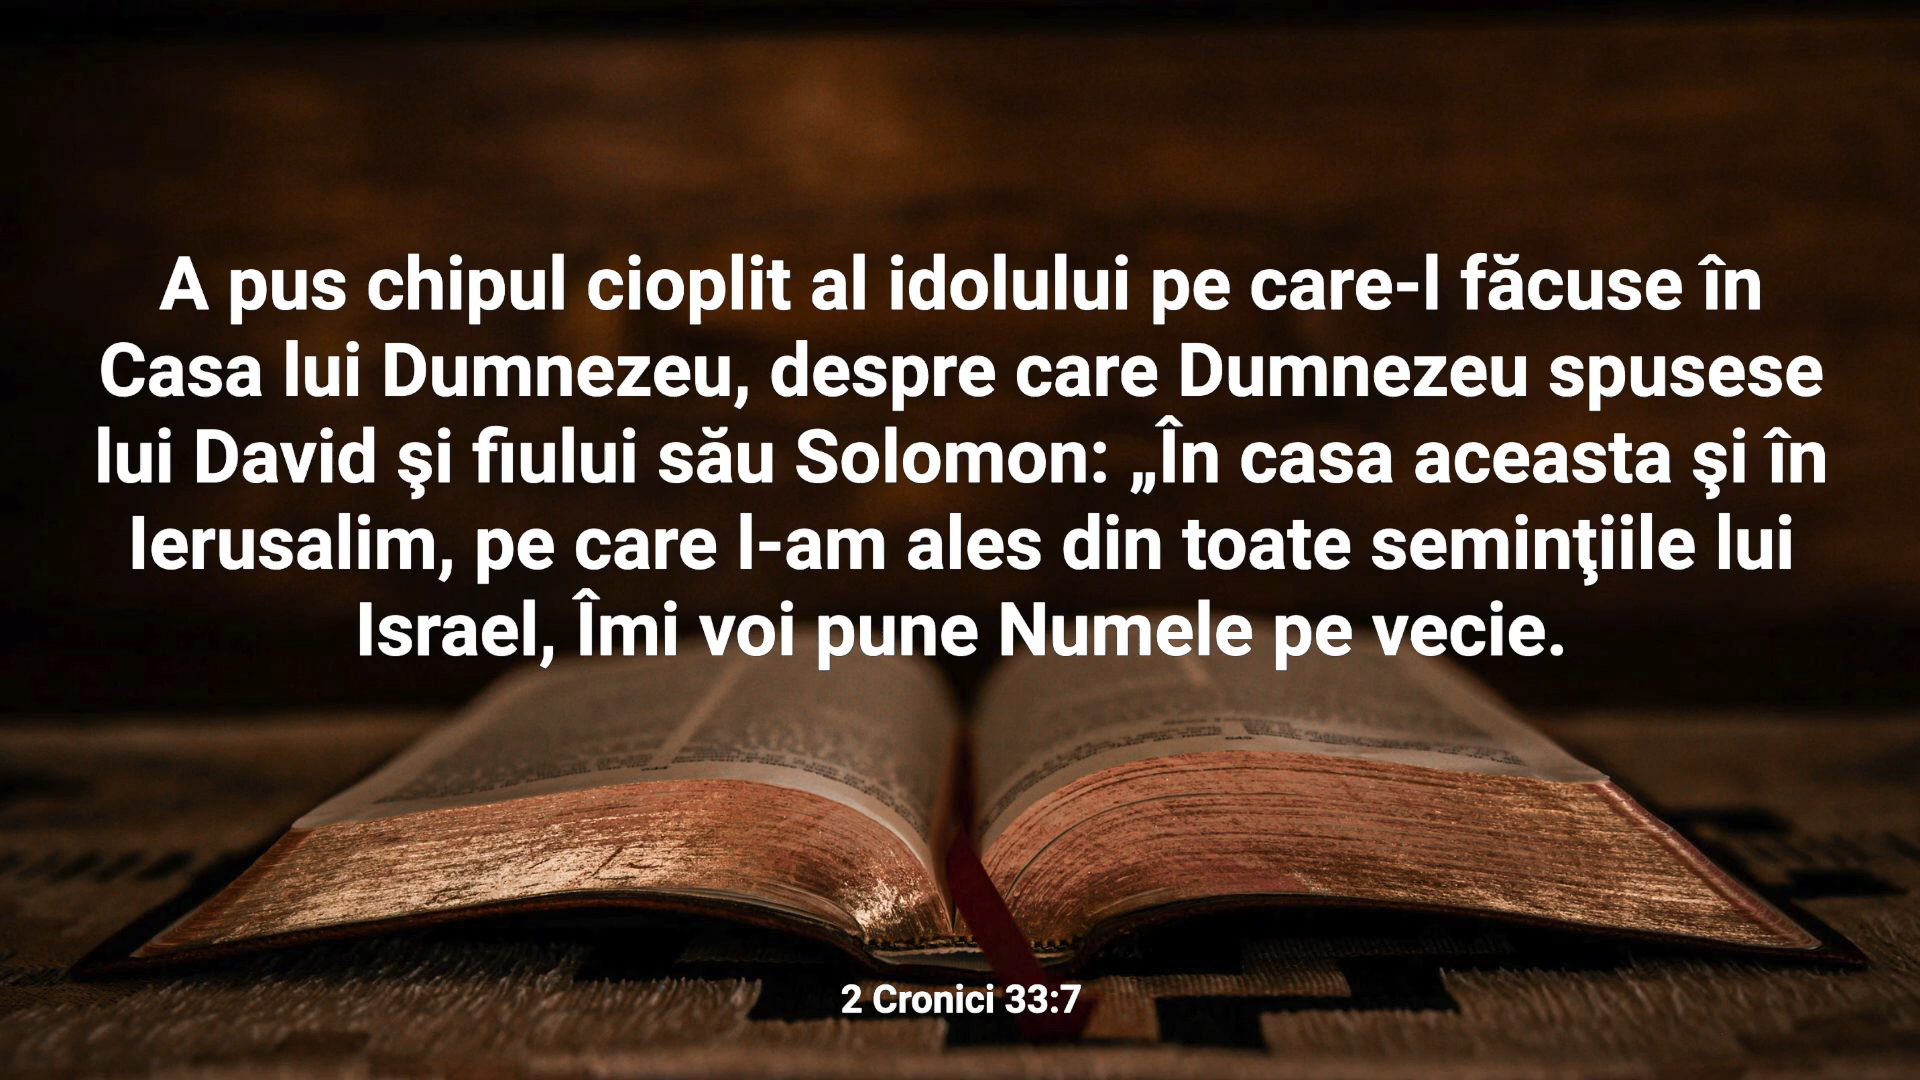 A pus chipul cioplit al idolului pe care-l făcuse în
Casa lui Dumnezeu, despre care Dumnezeu spusese
lui David şi fiului său Solomon: „În casa aceasta şi în
Ierusalim, pe care l-am ales din toate seminţiile lui
Israel, Îmi voi pune Numele pe vecie.
2 Cronici 33:7